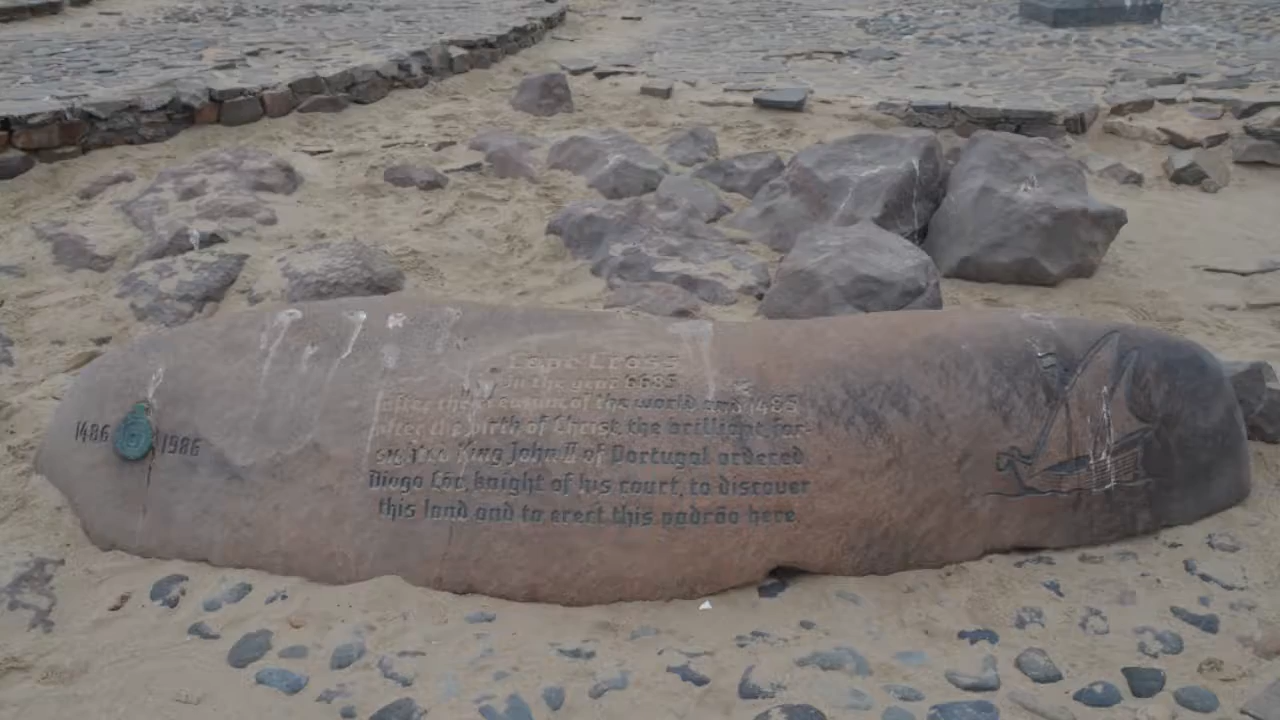 Cape Cross
In the year 6685
after the creation of the world and 1485
after the birth of Christ, the brilliant, far-
King John II of Portugal ordered
Diogo Cão, knight of his court, to discover
this land and to erect this padrão here.
1486 1986